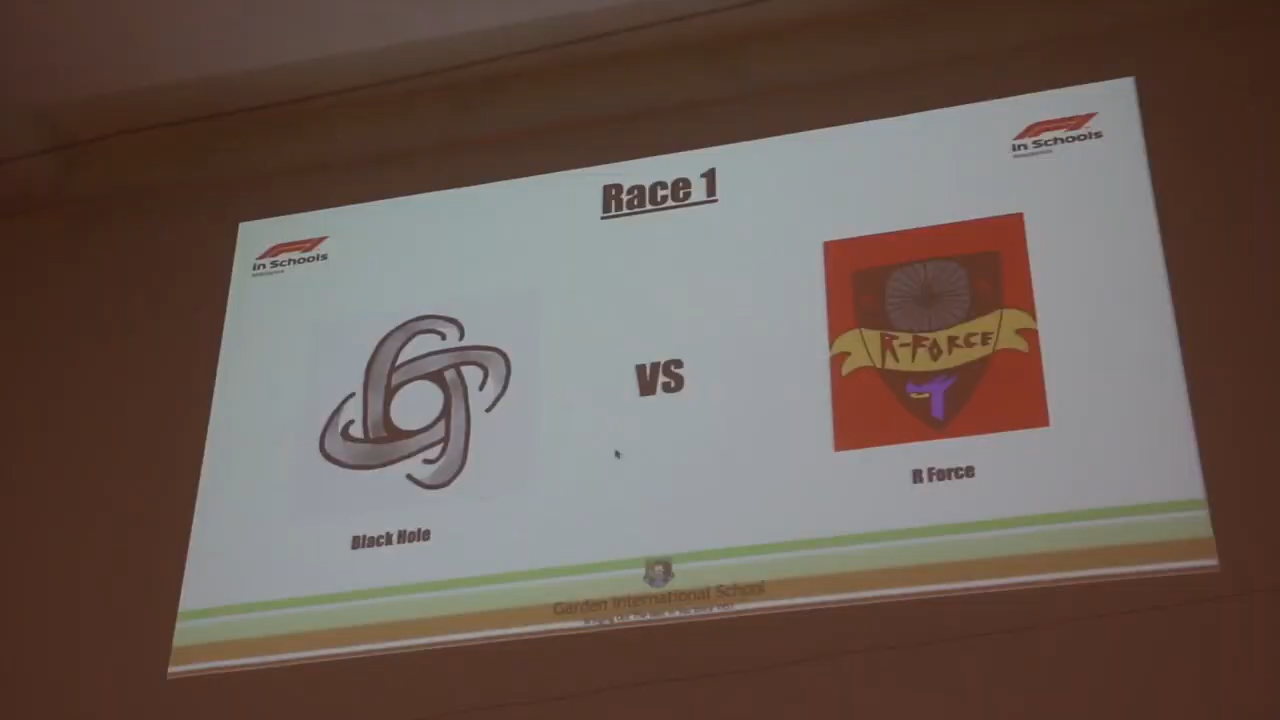 Race 1
in Schools
in Schools
VS
R-FORCE
R Force
Black Hole
Garden International School